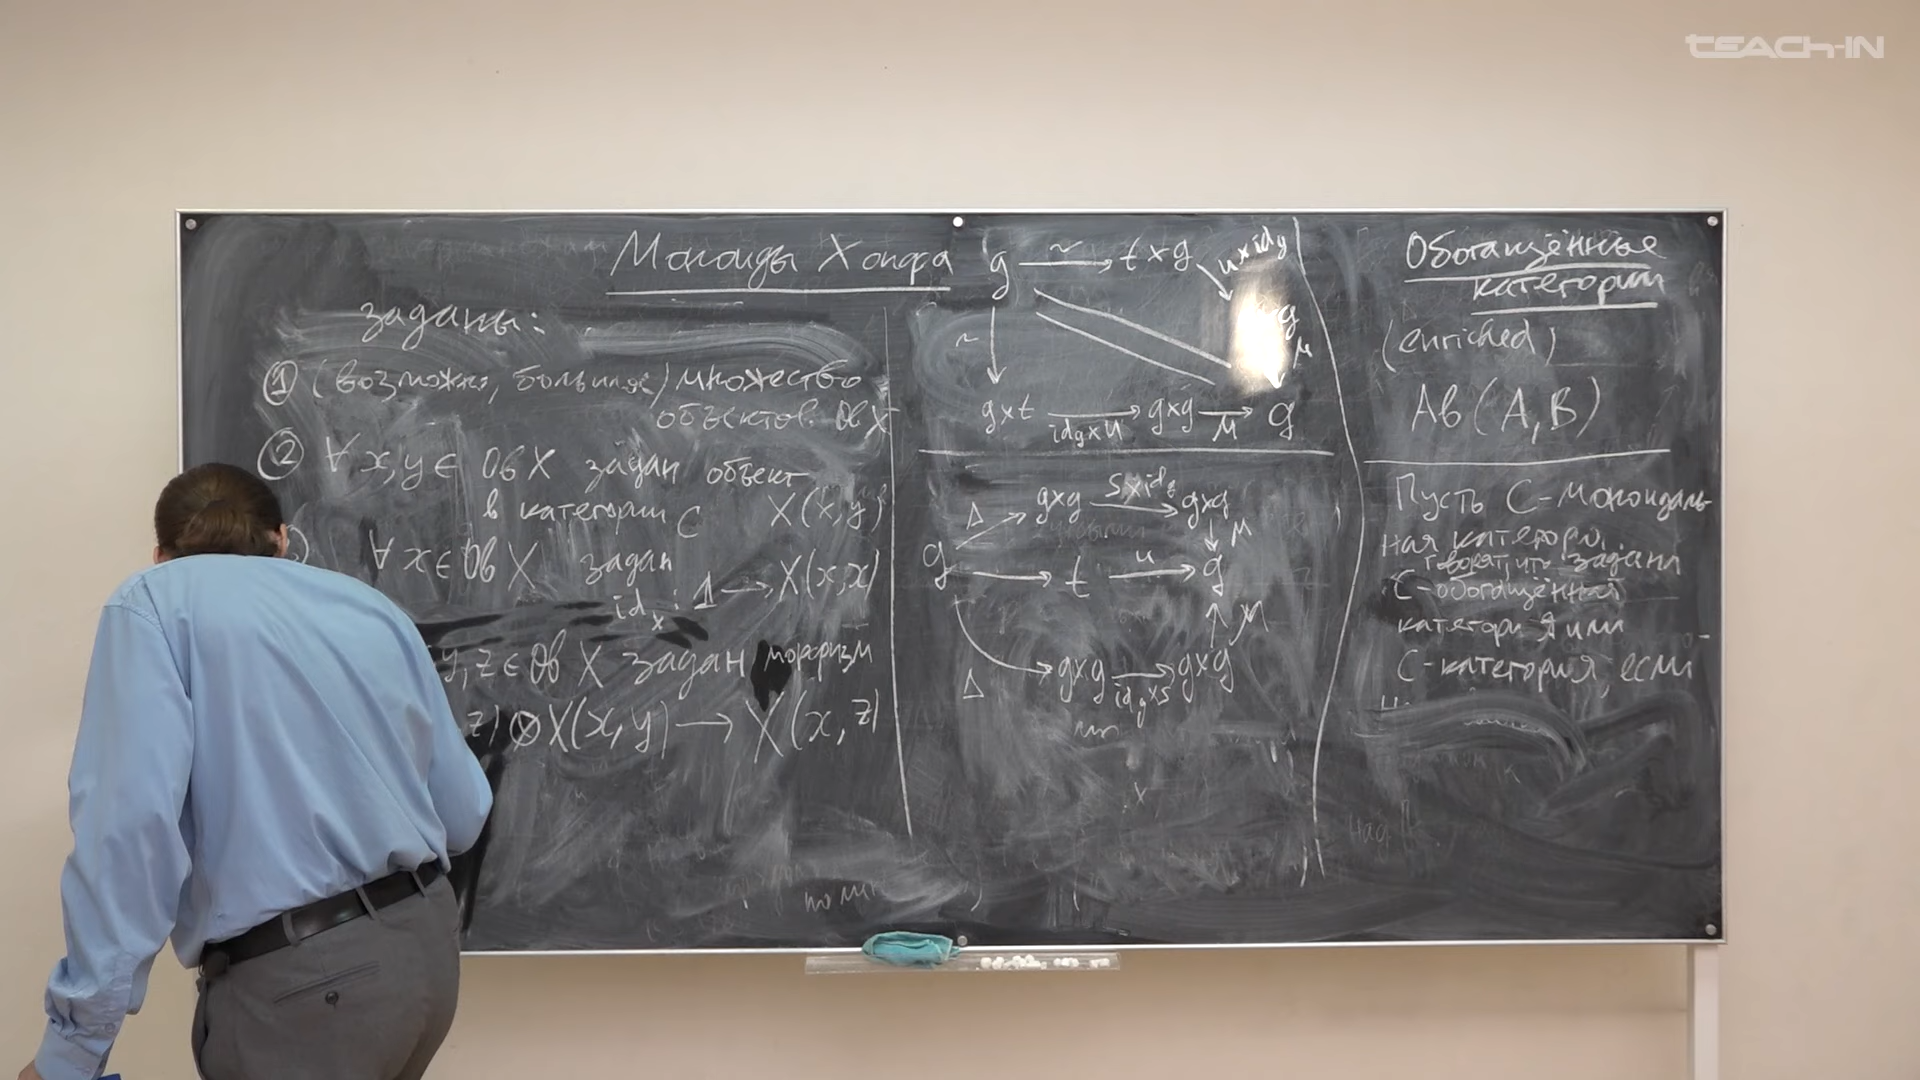 TEACH-IN
Моноиды Хопфа
заданы:
① (возможно, большое) множество
объектов Ob X
② ∀ x, y ∈ Ob X задан объект
в категории C X(x, y)
∀ x ∈ Ob X задан
id_x : 1 → X(x, x)
y, z ∈ Ob X задан морфизм
z) ⊗ X(x, y) → X(x, z)
g ~→ t × g
u × id_g
~
g
μ
g × t → g × g → g
id_g × u μ
g × g S × id_g → g × g
Δ
μ
g → t u → g
μ
Δ g × g → g × g
id_g × S
Обогащённые
категории
(enriched)
Ab(A, B)
Пусть C - моноидаль-
ная категория.
говорят, что задана
C-обогащённая
категория или
C-категория, если